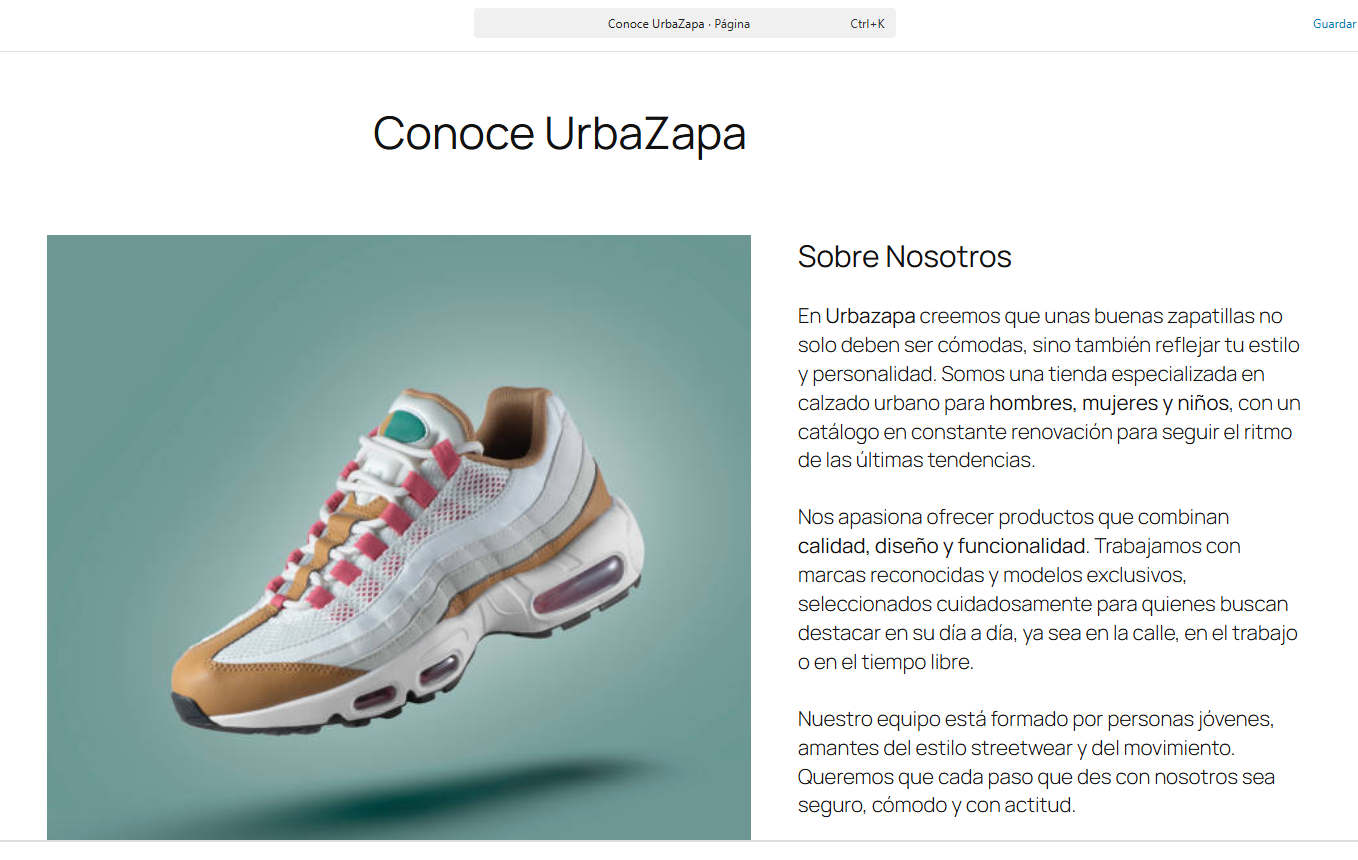 Conoce UrbaZapa · Página
Ctrl+K
Guardar
Conoce UrbaZapa
Sobre Nosotros
En Urbazapa creemos que unas buenas zapatillas no
solo deben ser cómodas, sino también reflejar tu estilo
y personalidad. Somos una tienda especializada en
calzado urbano para hombres, mujeres y niños, con un
catálogo en constante renovación para seguir el ritmo
de las últimas tendencias.
Nos apasiona ofrecer productos que combinan
calidad, diseño y funcionalidad. Trabajamos con
marcas reconocidas y modelos exclusivos,
seleccionados cuidadosamente para quienes buscan
destacar en su día a día, ya sea en la calle, en el trabajo
o en el tiempo libre.
Nuestro equipo está formado por personas jóvenes,
amantes del estilo streetwear y del movimiento.
Queremos que cada paso que des con nosotros sea
seguro, cómodo y con actitud.